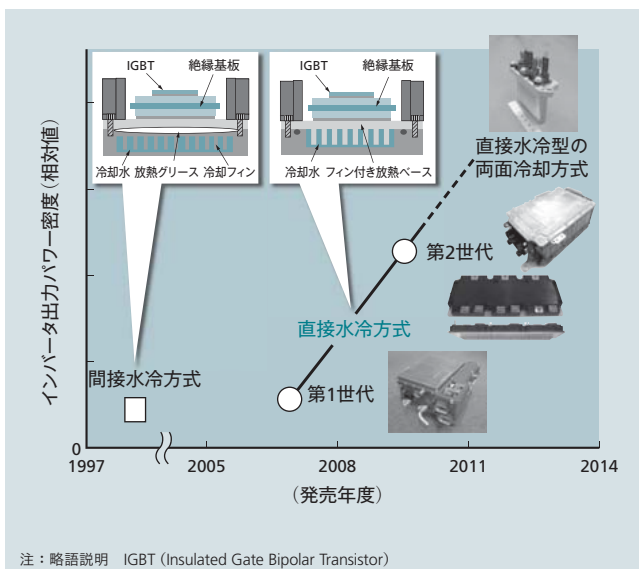 IGBT 絶縁基板
冷却水 放熱グリース 冷却フィン
IGBT 絶縁基板
冷却水 フィン付き放熱ベース
直接水冷型の
両面冷却方式
第2世代
直接水冷方式
間接水冷方式
第1世代
インバータ出力パワー密度(相対値)
0
1997 2005 2008 2011 2014
(発売年度)
注:略語説明 IGBT(Insulated Gate Bipolar Transistor)